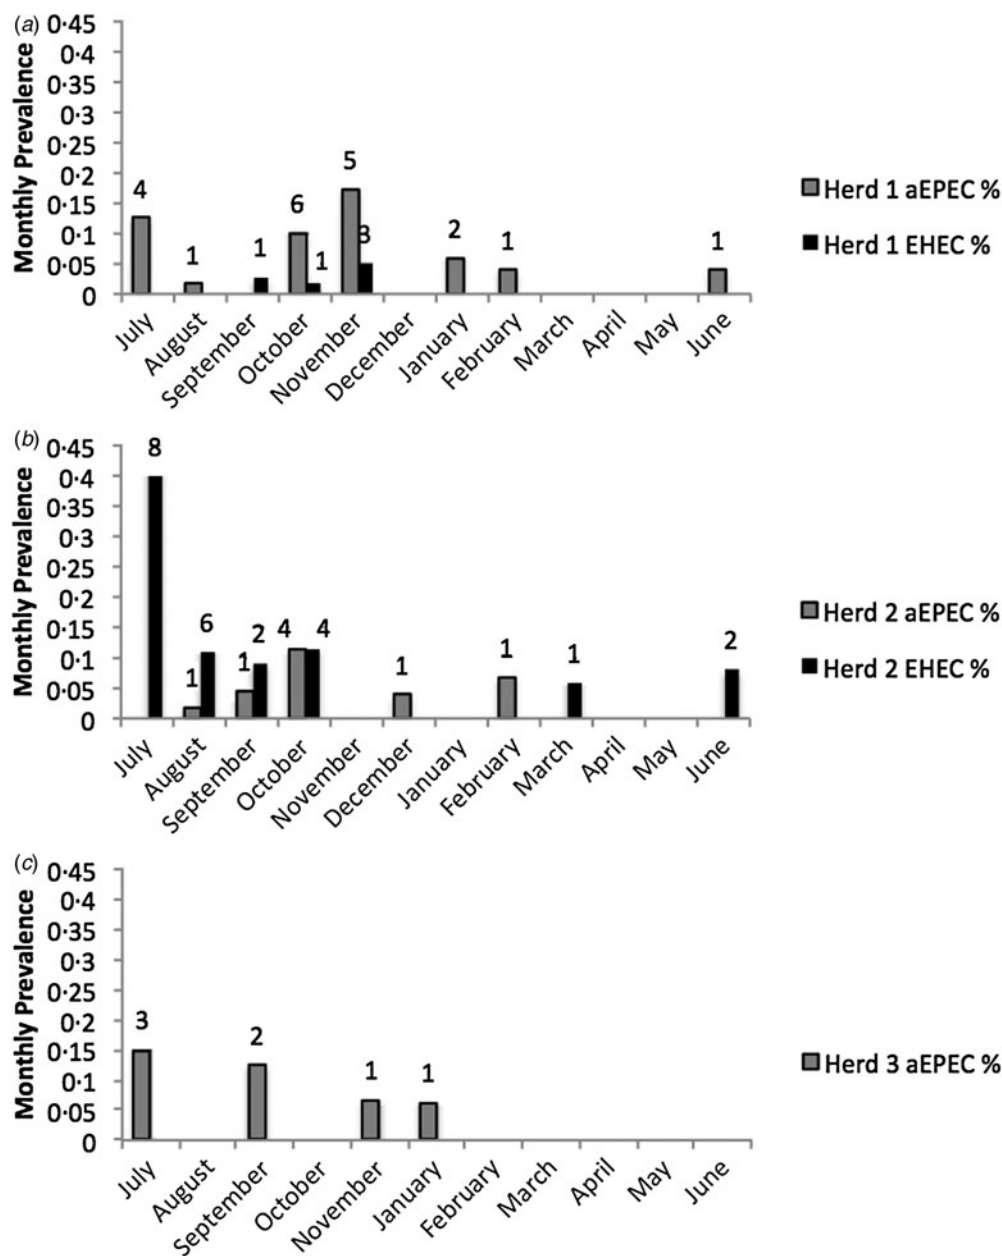 (a)
Monthly Prevalence
0·45
0·4
0·35
0·3
0·25
0·2
0·15
0·1
0·05
0
4
1
1
6
1
5
3
2
1
1
July
August
September
October
November
December
January
February
March
April
May
June
Herd 1 aEPEC %
Herd 1 EHEC %
(b)
Monthly Prevalence
0·45
0·4
0·35
0·3
0·25
0·2
0·15
0·1
0·05
0
8
1
6
1
2
4
4
1
1
1
2
July
August
September
October
November
December
January
February
March
April
May
June
Herd 2 aEPEC %
Herd 2 EHEC %
(c)
Monthly Prevalence
0·45
0·4
0·35
0·3
0·25
0·2
0·15
0·1
0·05
0
3
2
1
1
July
August
September
October
November
January
February
March
April
May
June
Herd 3 aEPEC %